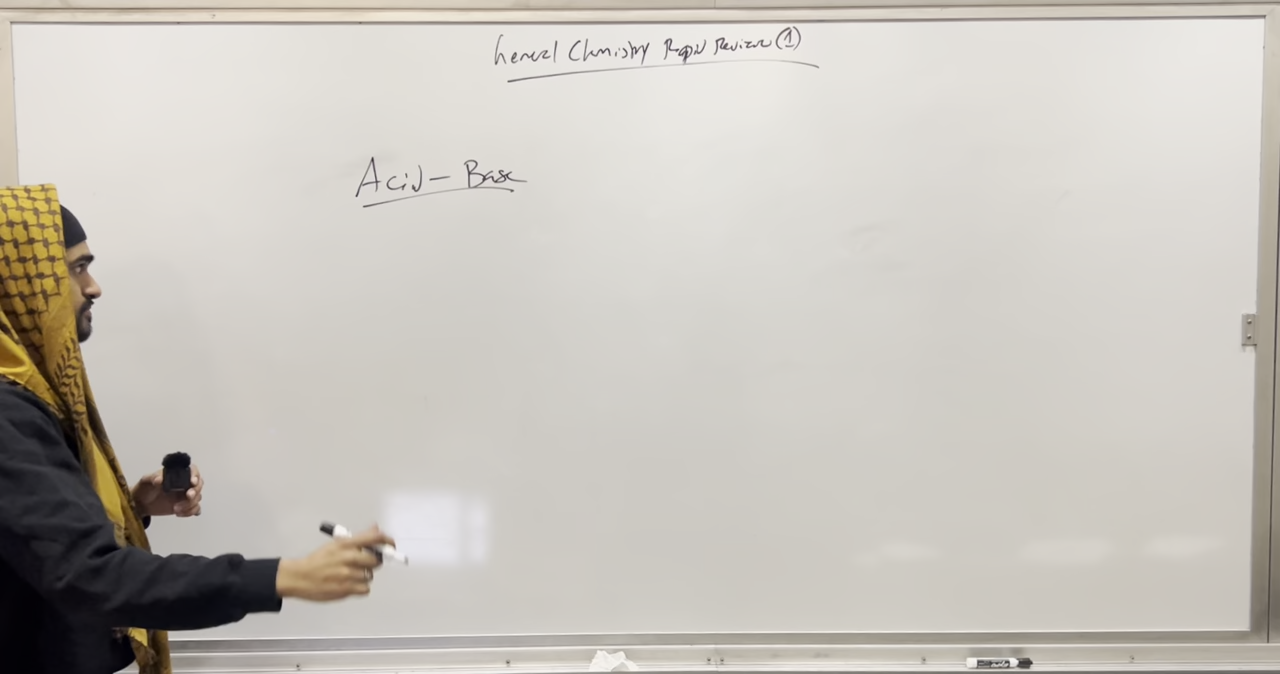 General Chemistry Rapid Review (1)
Acid - Base